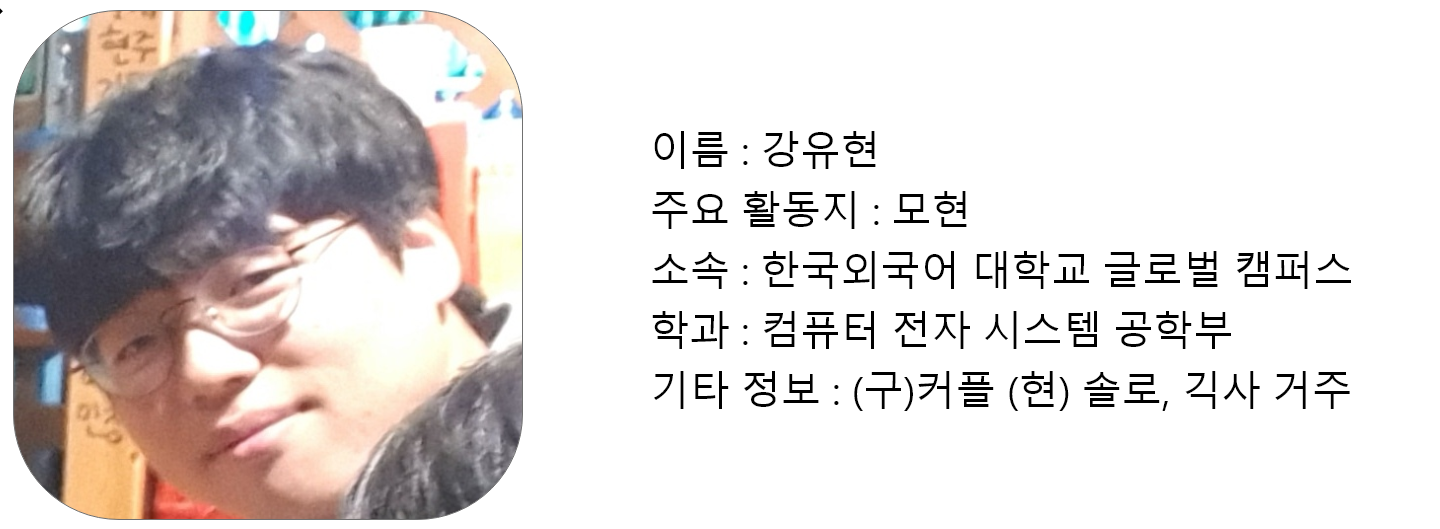 현주
이름 : 강유현
주요 활동지 : 모현
소속 : 한국외국어 대학교 글로벌 캠퍼스
학과 : 컴퓨터 전자 시스템 공학부
기타 정보 : (구)커플 (현) 솔로, 긱사 거주